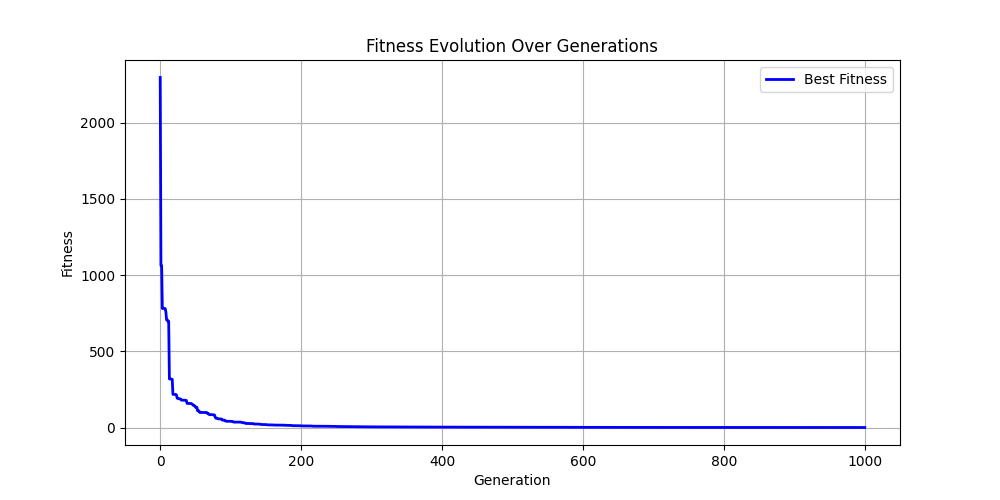 Fitness Evolution Over Generations
Best Fitness
Fitness
2000
1500
1000
500
0
0 200 400 600 800 1000
Generation